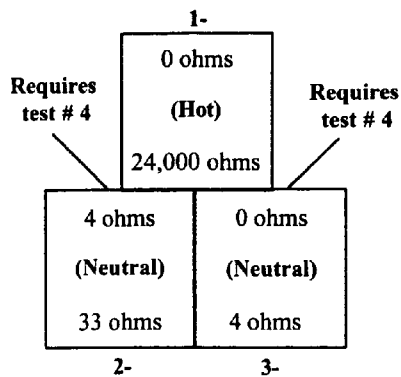 1-
0 ohms
(Hot)
24,000 ohms
Requires
test # 4
Requires
test # 4
4 ohms
(Neutral)
33 ohms
0 ohms
(Neutral)
4 ohms
2-
3-